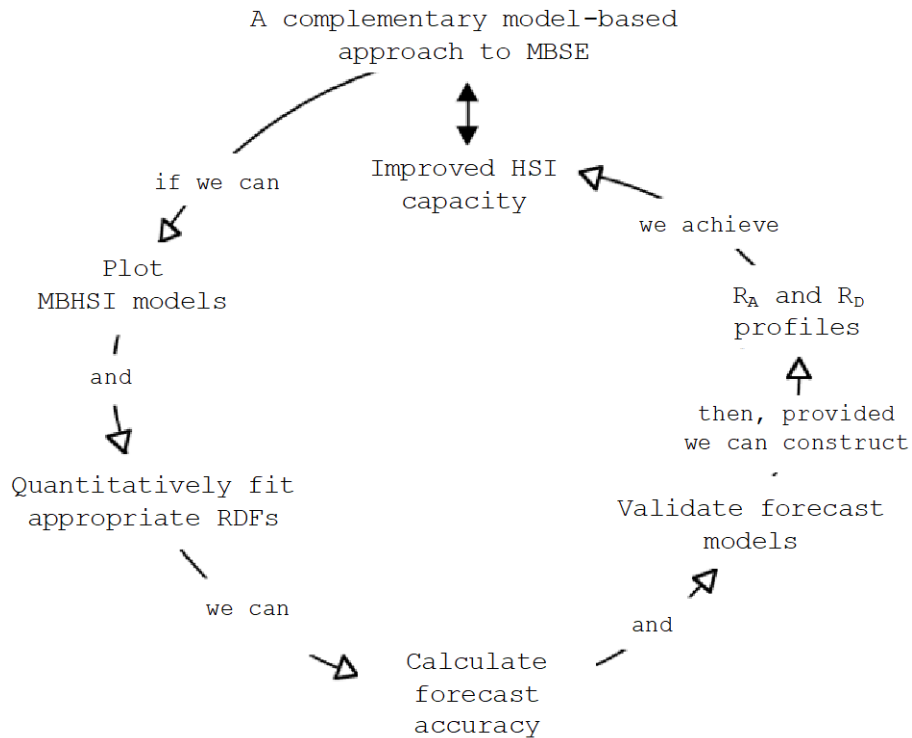 A complementary model-based
approach to MBSE
if we can
Plot
MBHSI models
and
Quantitatively fit
appropriate RDFs
we can
Calculate
forecast
accuracy
and
Validate forecast
models
then, provided
we can construct
R_A and R_D
profiles
we achieve
Improved HSI
capacity